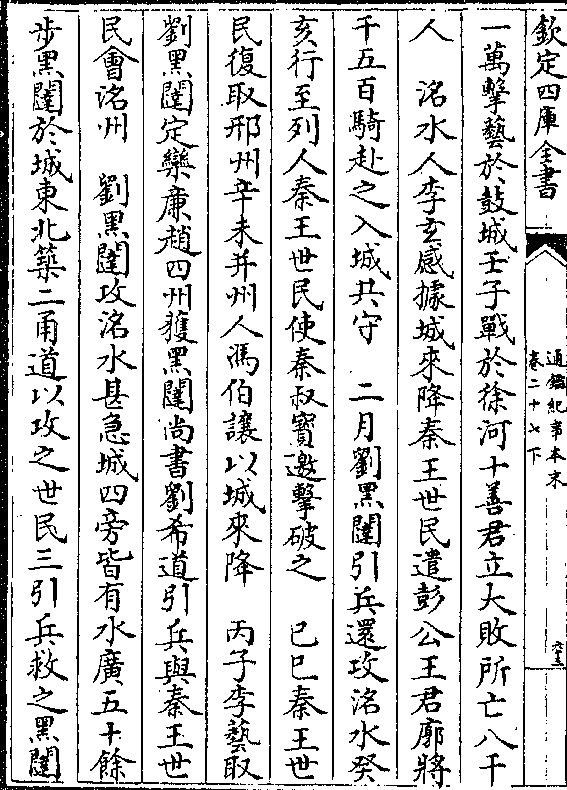 欽定四庫全書
通鑑紀事本末
卷二十七下
六十三
一萬擊藝於鼓城壬子戰於徐河十善君立大敗所亡八千
人　洺水人李玄感據城來降秦王世民遣彭公王君廓將
千五百騎赴之入城共守　二月劉黑闥引兵還攻洺水癸
亥行至列人秦王世民使秦叔寶邀擊破之　己巳秦王世
民復取邢州辛未并州人馮伯讓以城來降　丙子李藝取
劉黑闥定欒廉趙四州獲黑闥尚書劉希道引兵與秦王世
民會洺州　劉黑闥攻洺水甚急城四旁皆有水廣五十餘
步黑闥於城東北築二甬道以攻之世民三引兵救之黑闥